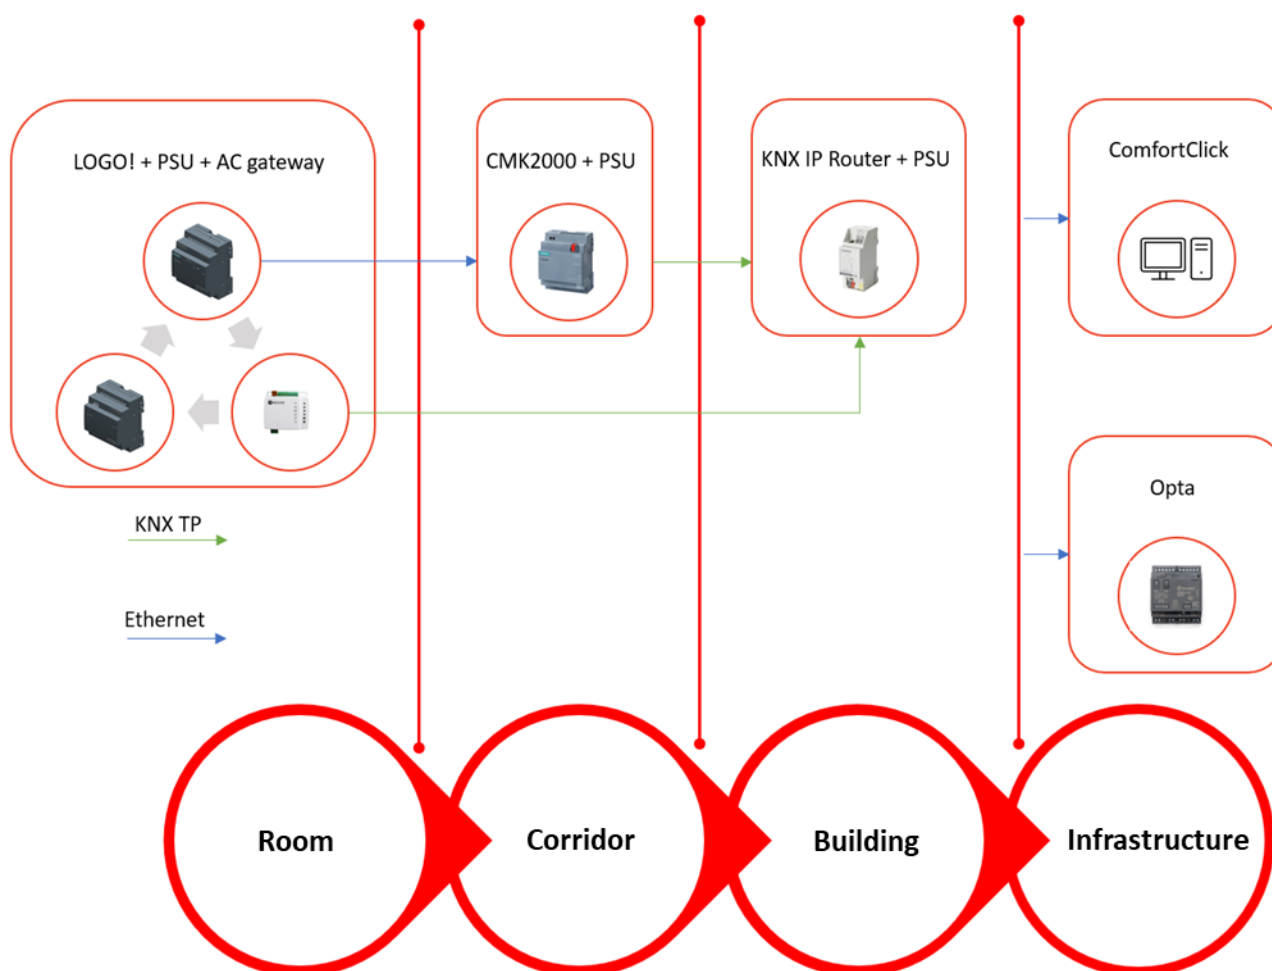 ComfortClick
LOGO! + PSU + AC gateway
CMK2000 + PSU
KNX IP Router + PSU
Opta
KNX TP
Ethernet
Room
Corridor
Building
Infrastructure